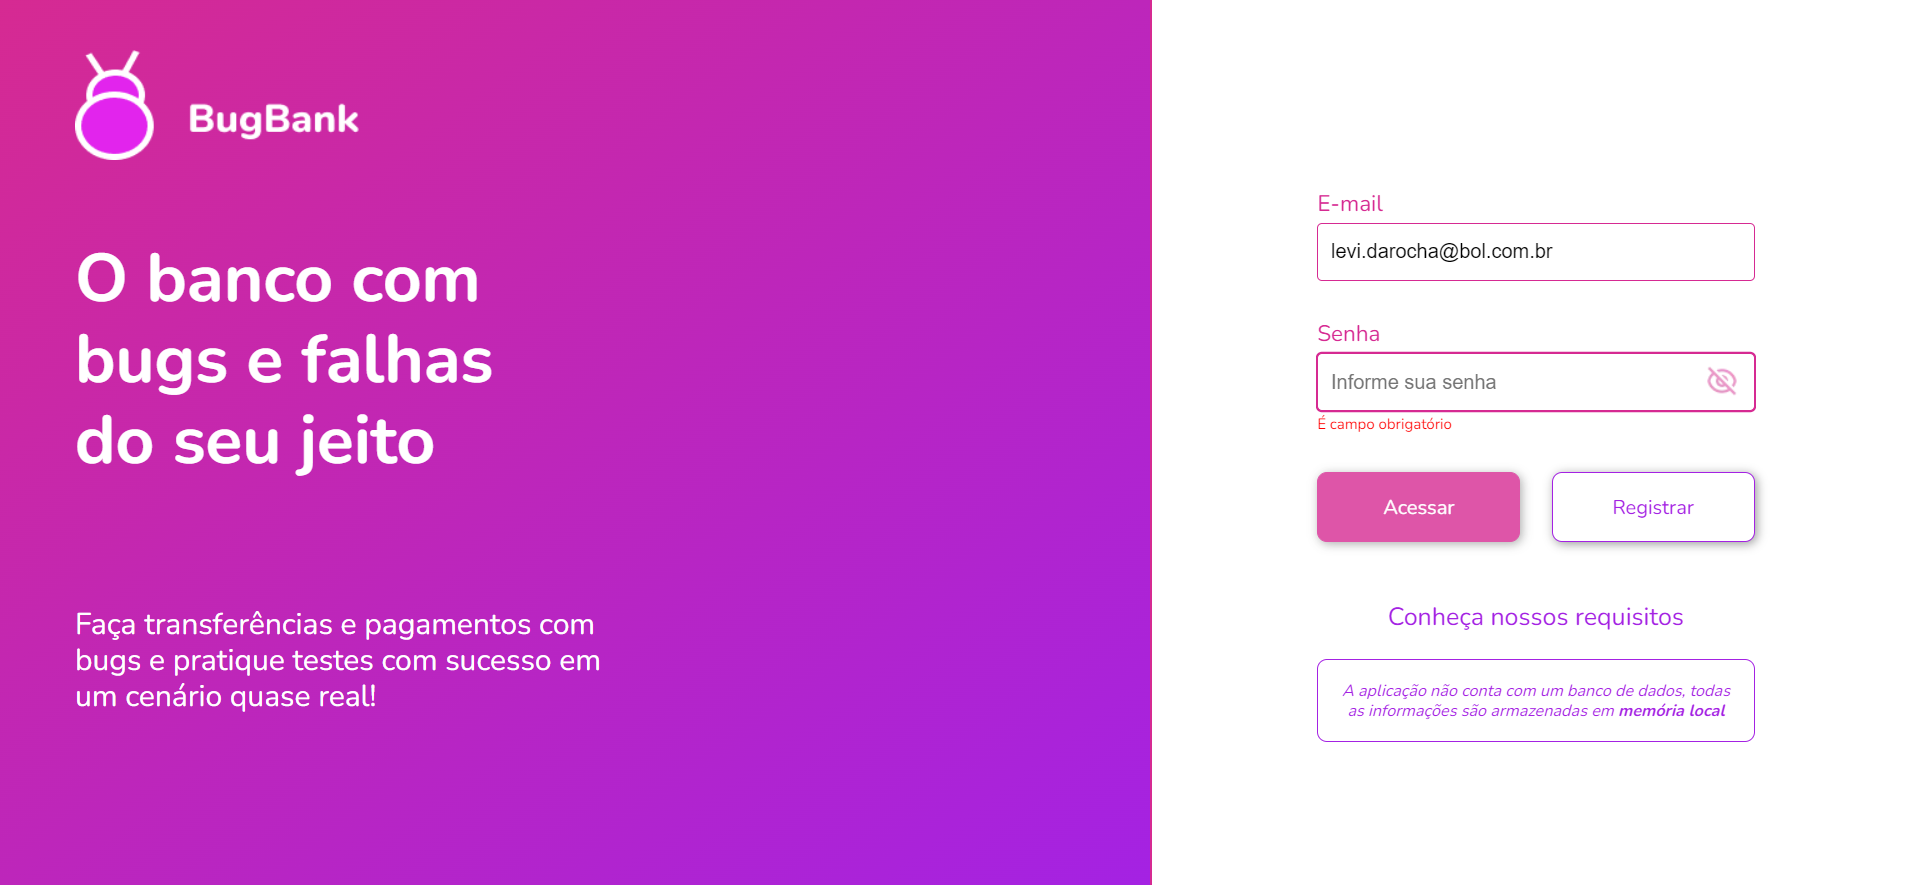 BugBank
O banco com
bugs e falhas
do seu jeito
Faça transferências e pagamentos com
bugs e pratique testes com sucesso em
um cenário quase real!
E-mail
levi.darocha@bol.com.br
Senha
Informe sua senha
É campo obrigatório
Acessar
Registrar
Conheça nossos requisitos
A aplicação não conta com um banco de dados, todas
as informações são armazenadas em memória local